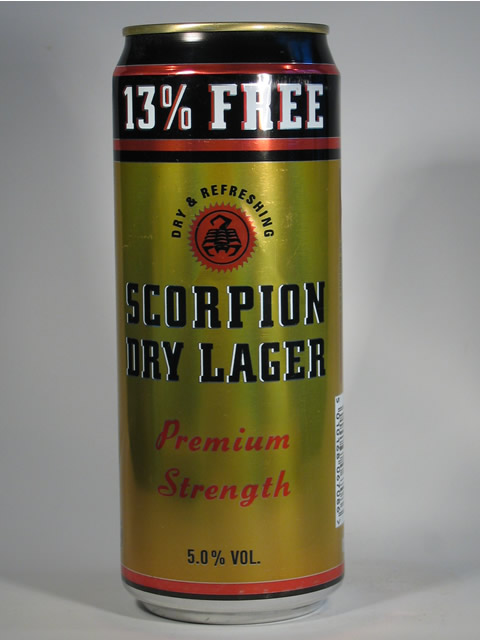 13% FREE
DRY & REFRESHING
SCORPION
DRY LAGER
Premium
Strength
5.0% VOL.